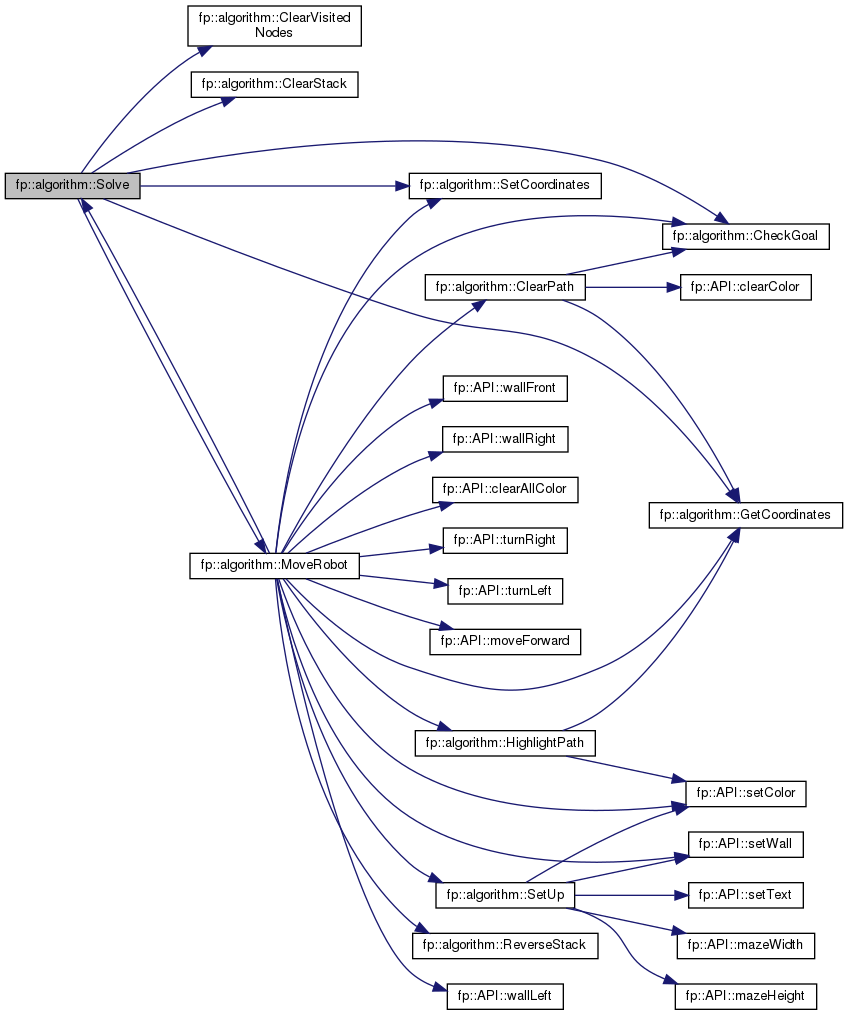 fp::algorithm::ClearVisited
Nodes
fp::algorithm::ClearStack
fp::algorithm::Solve
fp::algorithm::SetCoordinates
fp::algorithm::CheckGoal
fp::algorithm::ClearPath
fp::API::clearColor
fp::API::wallFront
fp::API::wallRight
fp::API::clearAllColor
fp::algorithm::GetCoordinates
fp::API::turnRight
fp::algorithm::MoveRobot
fp::API::turnLeft
fp::API::moveForward
fp::algorithm::HighlightPath
fp::API::setColor
fp::API::setWall
fp::algorithm::SetUp
fp::API::setText
fp::algorithm::ReverseStack
fp::API::mazeWidth
fp::API::wallLeft
fp::API::mazeHeight